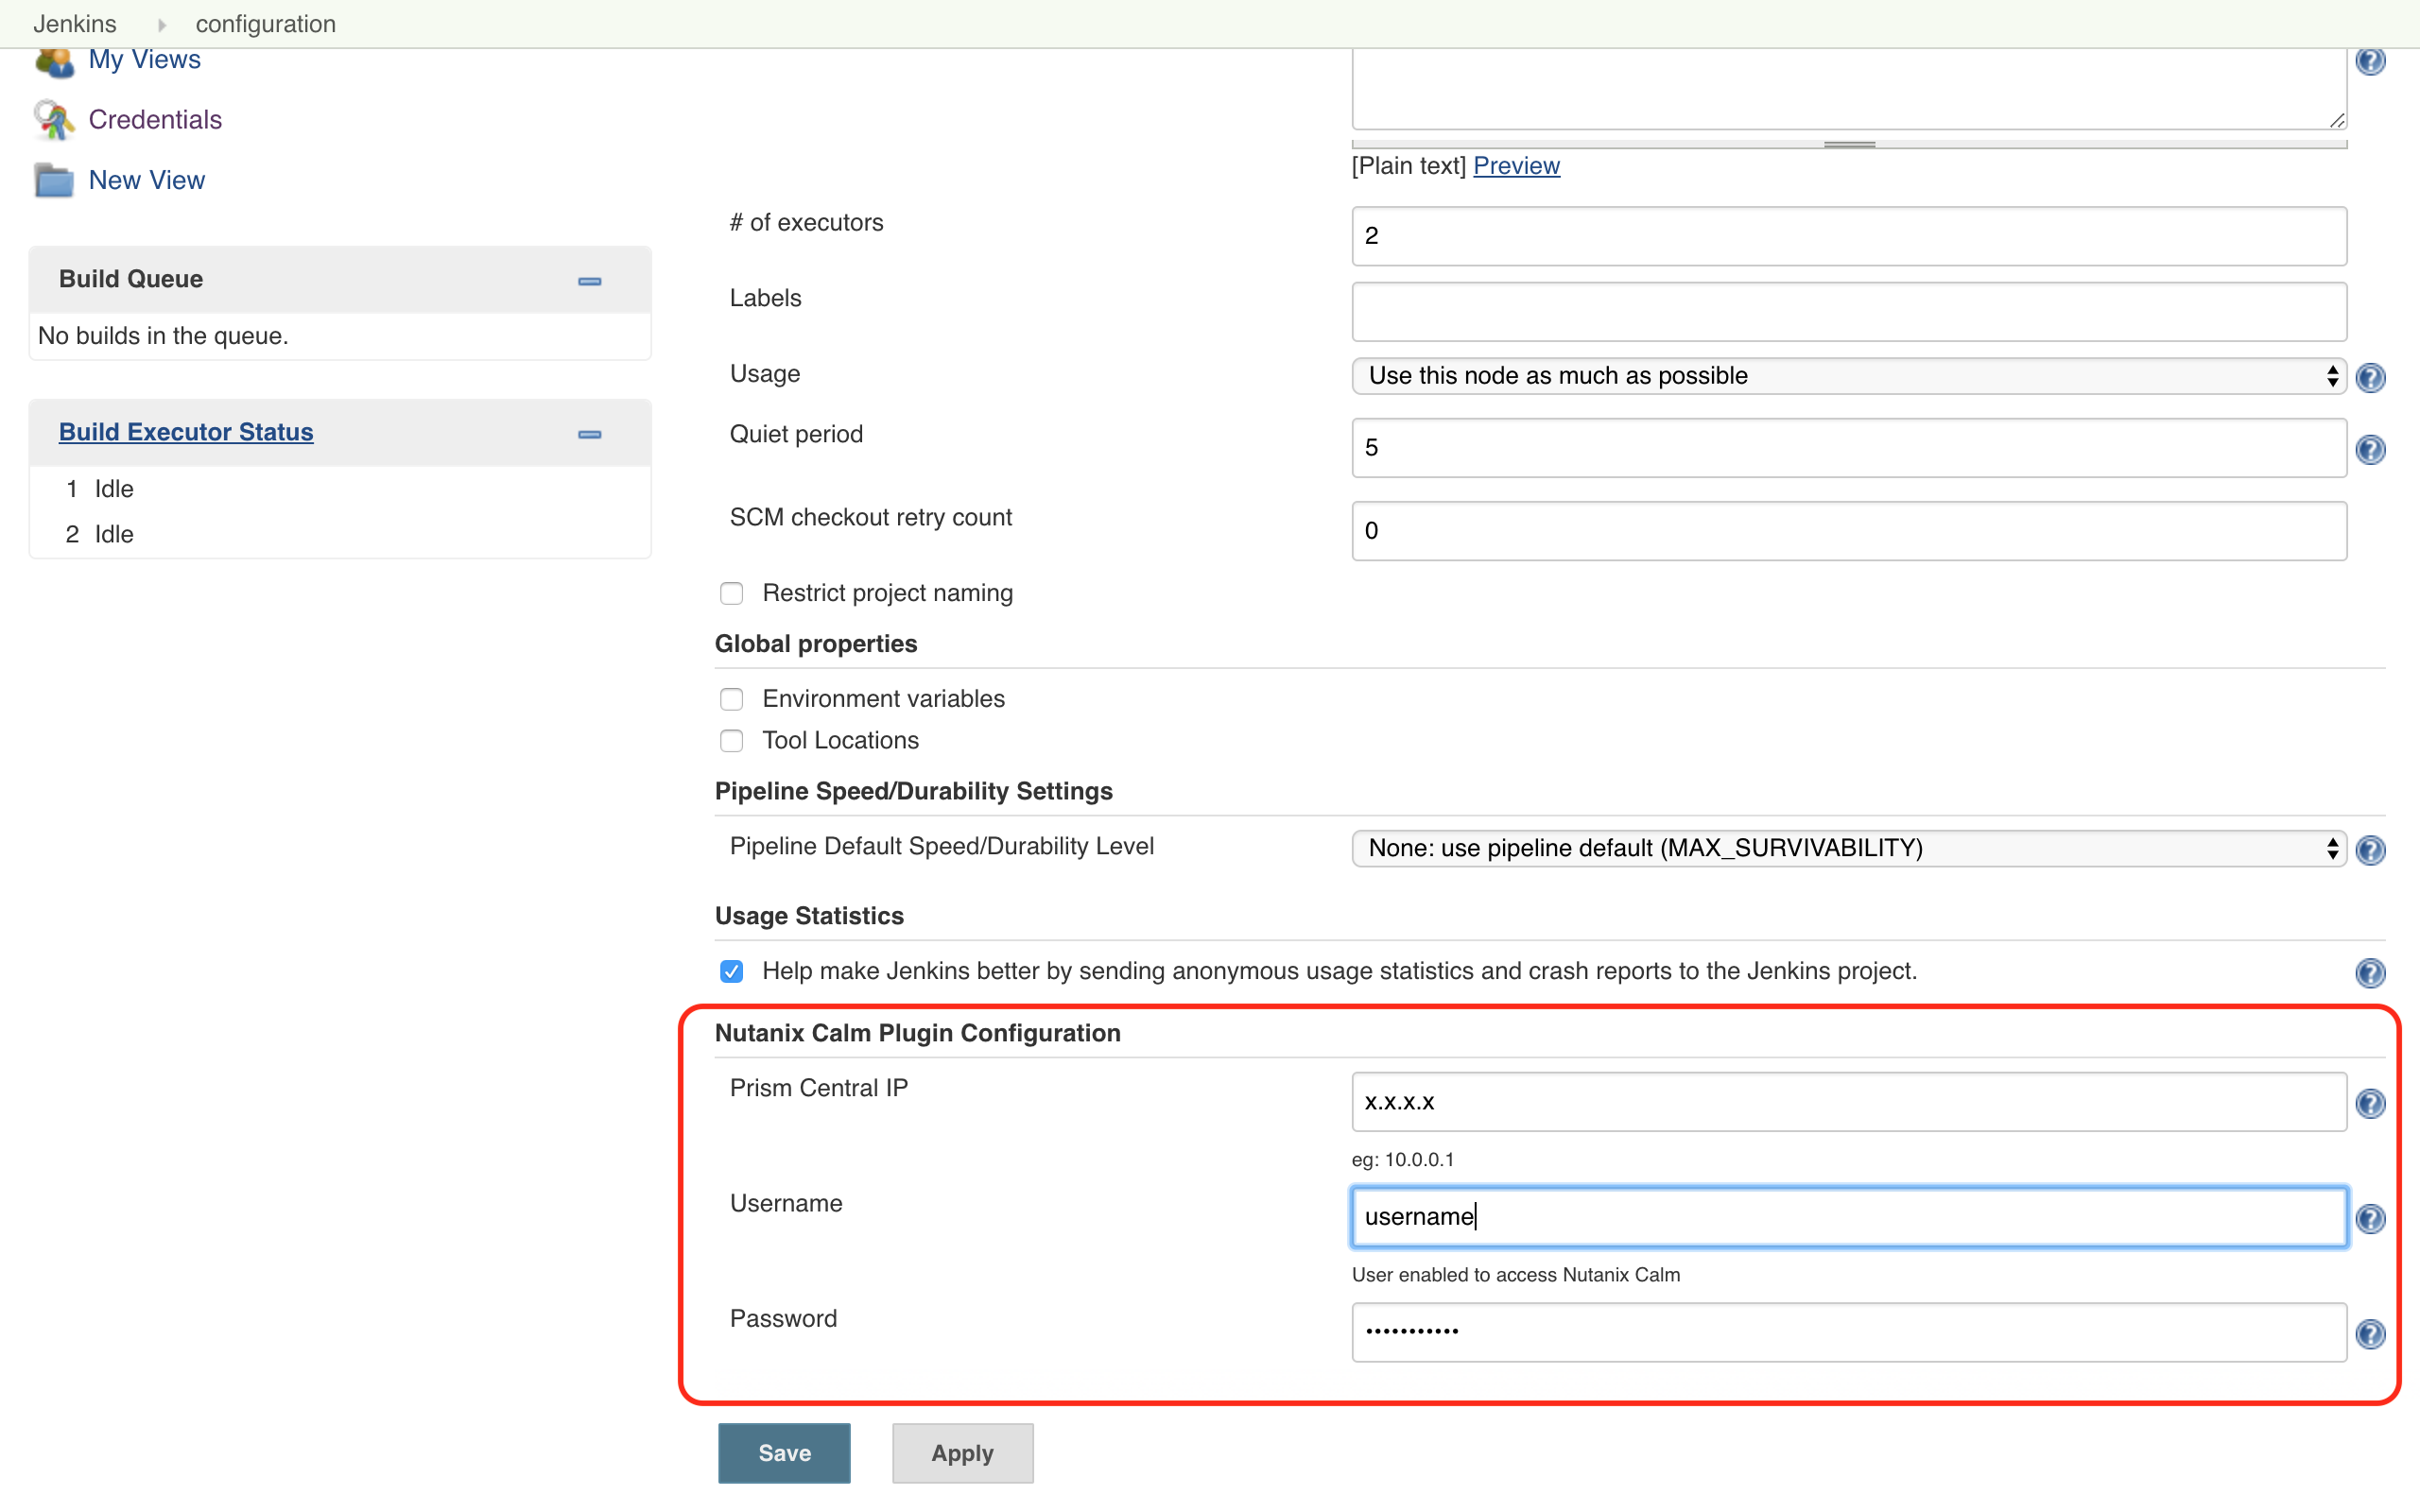 Jenkins configuration
My Views
Credentials
New View
Build Queue
No builds in the queue.
Build Executor Status
1 Idle
2 Idle
[Plain text] Preview
# of executors
2
Labels
Usage
Use this node as much as possible
Quiet period
5
SCM checkout retry count
0
Restrict project naming
Global properties
Environment variables
Tool Locations
Pipeline Speed/Durability Settings
Pipeline Default Speed/Durability Level
None: use pipeline default (MAX_SURVIVABILITY)
Usage Statistics
Help make Jenkins better by sending anonymous usage statistics and crash reports to the Jenkins project.
Nutanix Calm Plugin Configuration
Prism Central IP
x.x.x.x
eg: 10.0.0.1
Username
username
User enabled to access Nutanix Calm
Password
•••••••••••
Save
Apply